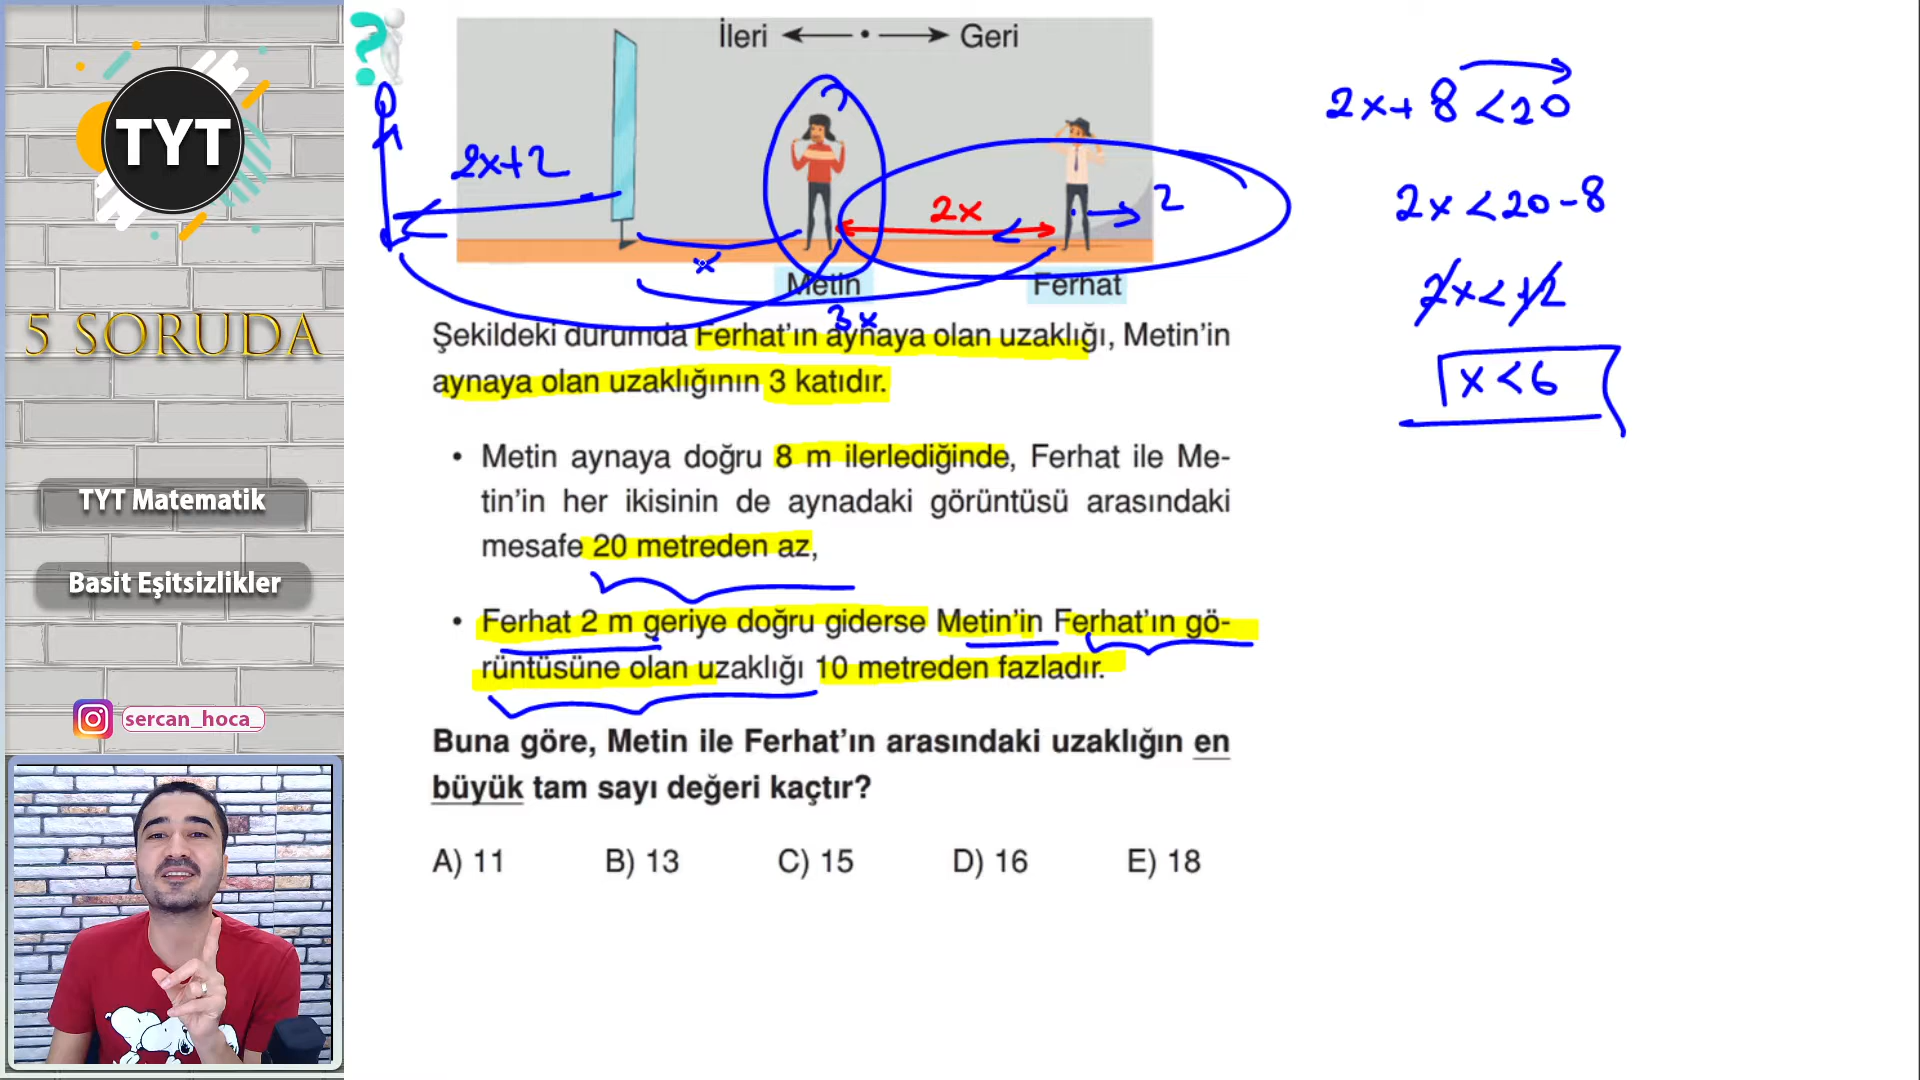 TYT
5 SORUDA
TYT Matematik
Basit Eşitsizlikler
sercan_hoca_
İleri
Geri
2x+2
2x
2
x
Metin
Ferhat
3x
Şekildeki durumda Ferhat’ın aynaya olan uzaklığı, Metin’in
aynaya olan uzaklığının 3 katıdır.
• Metin aynaya doğru 8 m ilerlediğinde, Ferhat ile Me-
tin’in her ikisinin de aynadaki görüntüsü arasındaki
mesafe 20 metreden az,
• Ferhat 2 m geriye doğru giderse Metin’in Ferhat’ın gö-
rüntüsüne olan uzaklığı 10 metreden fazladır.
Buna göre, Metin ile Ferhat’ın arasındaki uzaklığın en
büyük tam sayı değeri kaçtır?
A) 11 B) 13 C) 15 D) 16 E) 18
2x+8<20
2x<20-8
2x<12
x<6